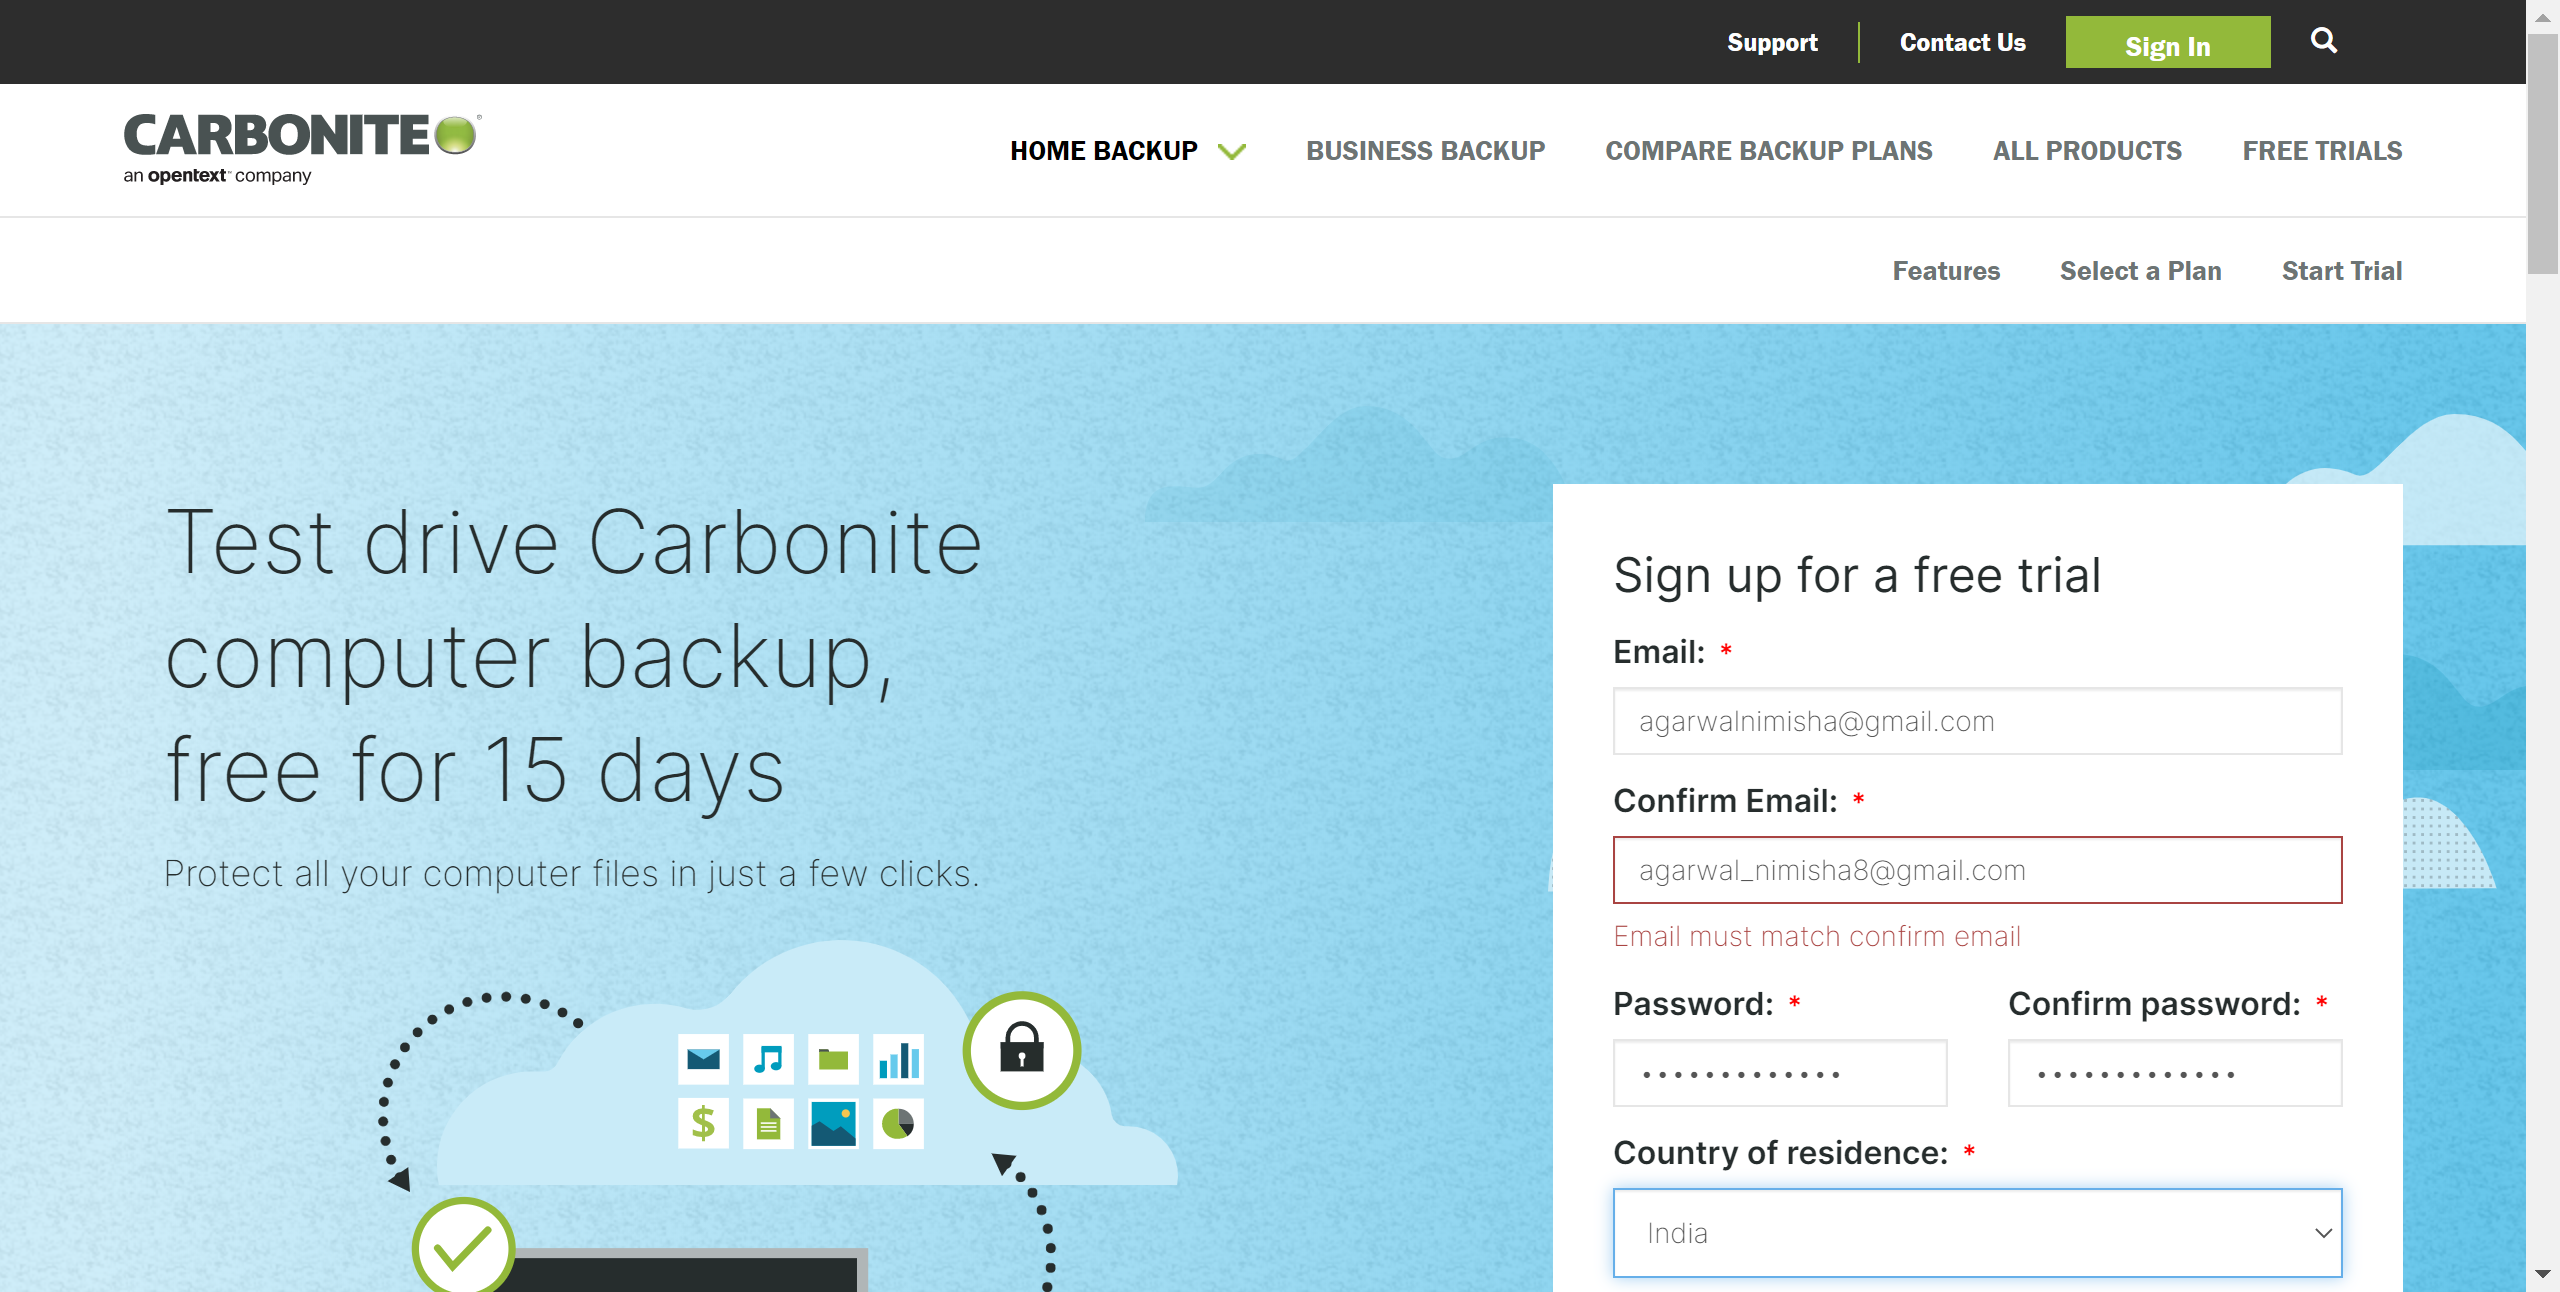 Support
Contact Us
Sign In
CARBONITE
an opentext™ company
HOME BACKUP
BUSINESS BACKUP
COMPARE BACKUP PLANS
ALL PRODUCTS
FREE TRIALS
Features
Select a Plan
Start Trial
Test drive Carbonite
computer backup,
free for 15 days
Protect all your computer files in just a few clicks.
$
Sign up for a free trial
Email: *
agarwalnimisha@gmail.com
Confirm Email: *
agarwal_nimisha8@gmail.com
Email must match confirm email
Password: *
Confirm password: *
•••••••••••••
•••••••••••••
Country of residence: *
India